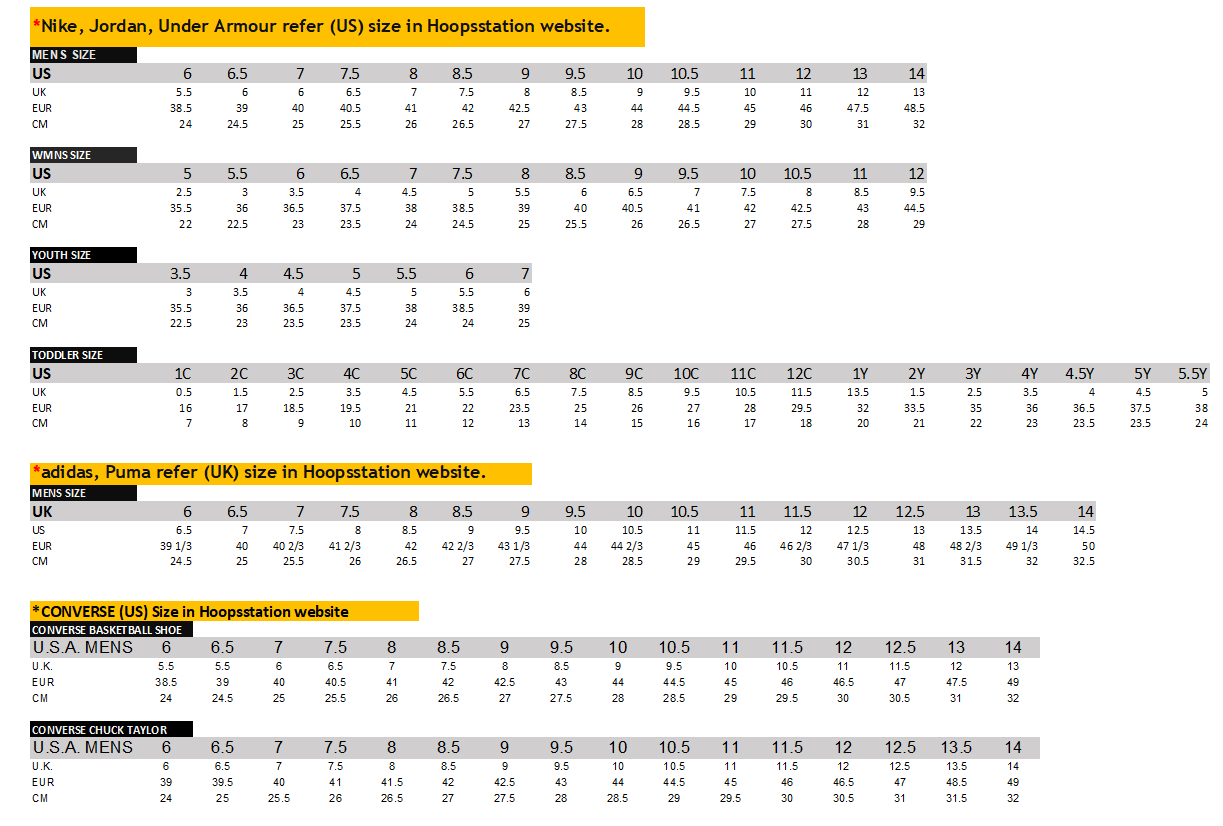 *Nike, Jordan, Under Armour refer (US) size in Hoopsstation website.
MENS SIZE
US 6 6.5 7 7.5 8 8.5 9 9.5 10 10.5 11 12 13 14
UK 5.5 6 6 6.5 7 7.5 8 8.5 9 9.5 10 11 12 13
EUR 38.5 39 40 40.5 41 42 42.5 43 44 44.5 45 46 47.5 48.5
CM 24 24.5 25 25.5 26 26.5 27 27.5 28 28.5 29 30 31 32
WMNS SIZE
US 5 5.5 6 6.5 7 7.5 8 8.5 9 9.5 10 10.5 11 12
UK 2.5 3 3.5 4 4.5 5 5.5 6 6.5 7 7.5 8 8.5 9.5
EUR 35.5 36 36.5 37.5 38 38.5 39 40 40.5 41 42 42.5 43 44.5
CM 22 22.5 23 23.5 24 24.5 25 25.5 26 26.5 27 27.5 28 29
YOUTH SIZE
US 3.5 4 4.5 5 5.5 6 7
UK 3 3.5 4 4.5 5 5.5 6
EUR 35.5 36 36.5 37.5 38 38.5 39
CM 22.5 23 23.5 23.5 24 24 25
TODDLER SIZE
US 1C 2C 3C 4C 5C 6C 7C 8C 9C 10C 11C 12C 1Y 2Y 3Y 4Y 4.5Y 5Y 5.5Y
UK 0.5 1.5 2.5 3.5 4.5 5.5 6.5 7.5 8.5 9.5 10.5 11.5 13.5 1.5 2.5 3.5 4 4.5 5
EUR 16 17 18.5 19.5 21 22 23.5 25 26 27 28 29.5 32 33.5 35 36 36.5 37.5 38
CM 7 8 9 10 11 12 13 14 15 16 17 18 20 21 22 23 23.5 23.5 24
*adidas, Puma refer (UK) size in Hoopsstation website.
MENS SIZE
UK 6 6.5 7 7.5 8 8.5 9 9.5 10 10.5 11 11.5 12 12.5 13 13.5 14
US 6.5 7 7.5 8 8.5 9 9.5 10 10.5 11 11.5 12 12.5 13 13.5 14 14.5
EUR 39 1/3 40 40 2/3 41 2/3 42 42 2/3 43 1/3 44 44 2/3 45 46 46 2/3 47 1/3 48 48 2/3 49 1/3 50
CM 24.5 25 25.5 26 26.5 27 27.5 28 28.5 29 29.5 30 30.5 31 31.5 32 32.5
*CONVERSE (US) Size in Hoopsstation website
CONVERSE BASKETBALL SHOE
U.S.A. MENS 6 6.5 7 7.5 8 8.5 9 9.5 10 10.5 11 11.5 12 12.5 13 14
U.K. 5.5 5.5 6 6.5 7 7.5 8 8.5 9 9.5 10 10.5 11 11.5 12 13
EUR 38.5 39 40 40.5 41 42 42.5 43 44 44.5 45 46 46.5 47 47.5 49
CM 24 24.5 25 25.5 26 26.5 27 27.5 28 28.5 29 29.5 30 30.5 31 32
CONVERSE CHUCK TAYLOR
U.S.A. MENS 6 6.5 7 7.5 8 8.5 9 9.5 10 10.5 11 11.5 12 12.5 13.5 14
U.K. 6 6.5 7 7.5 8 8.5 9 9.5 10 10.5 11 11.5 12 12.5 13.5 14
EUR 39 39.5 40 41 41.5 42 42.5 43 44 44.5 45 46 46.5 47 48.5 49
CM 24 25 25.5 26 26.5 27 27.5 28 28.5 29 29.5 30 30.5 31 31.5 32